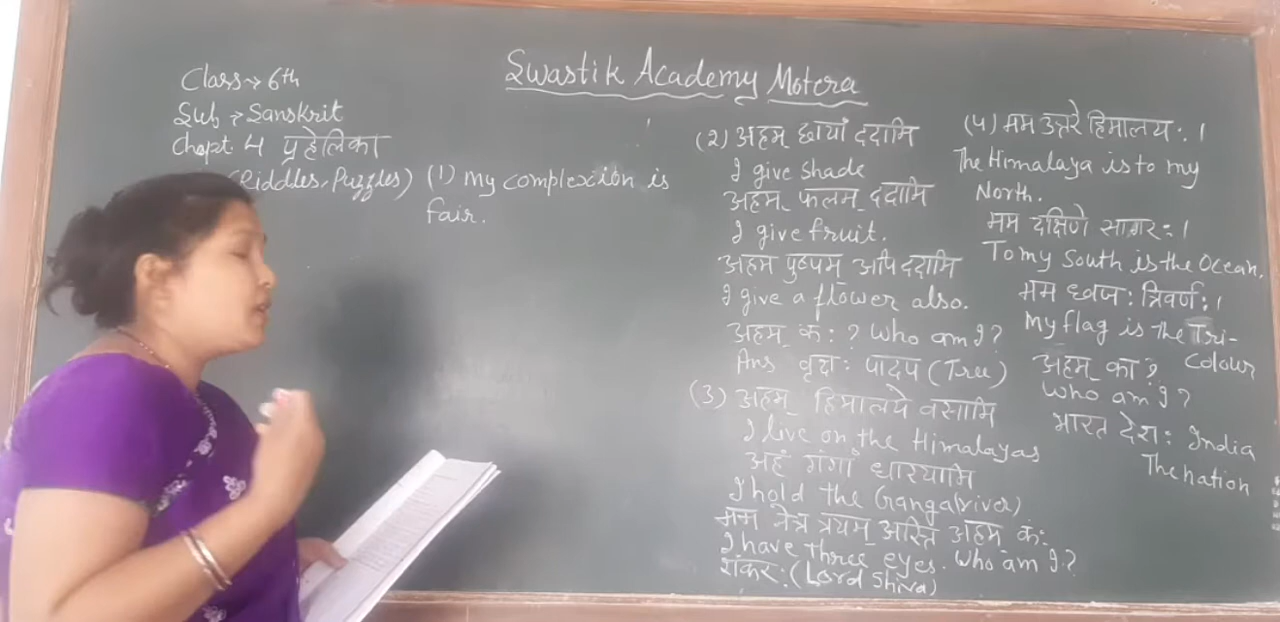 Swastik Academy Motera
Class → 6th
Sub → Sanskrit
Chapt. 4 प्रहेलिका
(Riddles, Puzzles)
(1) My complexion is
fair.
(2) अहम् छायाँ ददामि
I give shade
अहम् फलम् ददामि
I give fruit.
अहम पुष्पम् अपि ददामि
I give a flower also.
अहम् कः ? Who am I?
Ans वृक्षः पादप (Tree)
(3) अहम् हिमालये वसामि
I live on the Himalayas
अहं गंगाँ धारयामि
I hold the Ganga(river)
मम नेत्र त्रयम् अस्ति अहम् कः
I have three eyes. Who am I?
शंकरः (Lord Shiva)
(4) मम उत्तरे हिमालयः ।
The Himalaya is to my
North.
मम दक्षिणे सागरः ।
To my South is the Ocean.
मम ध्वजः त्रिवर्णः ।
My flag is the Tri-
Colour
अहम् का ?
Who am I?
भारत देशः India
The nation